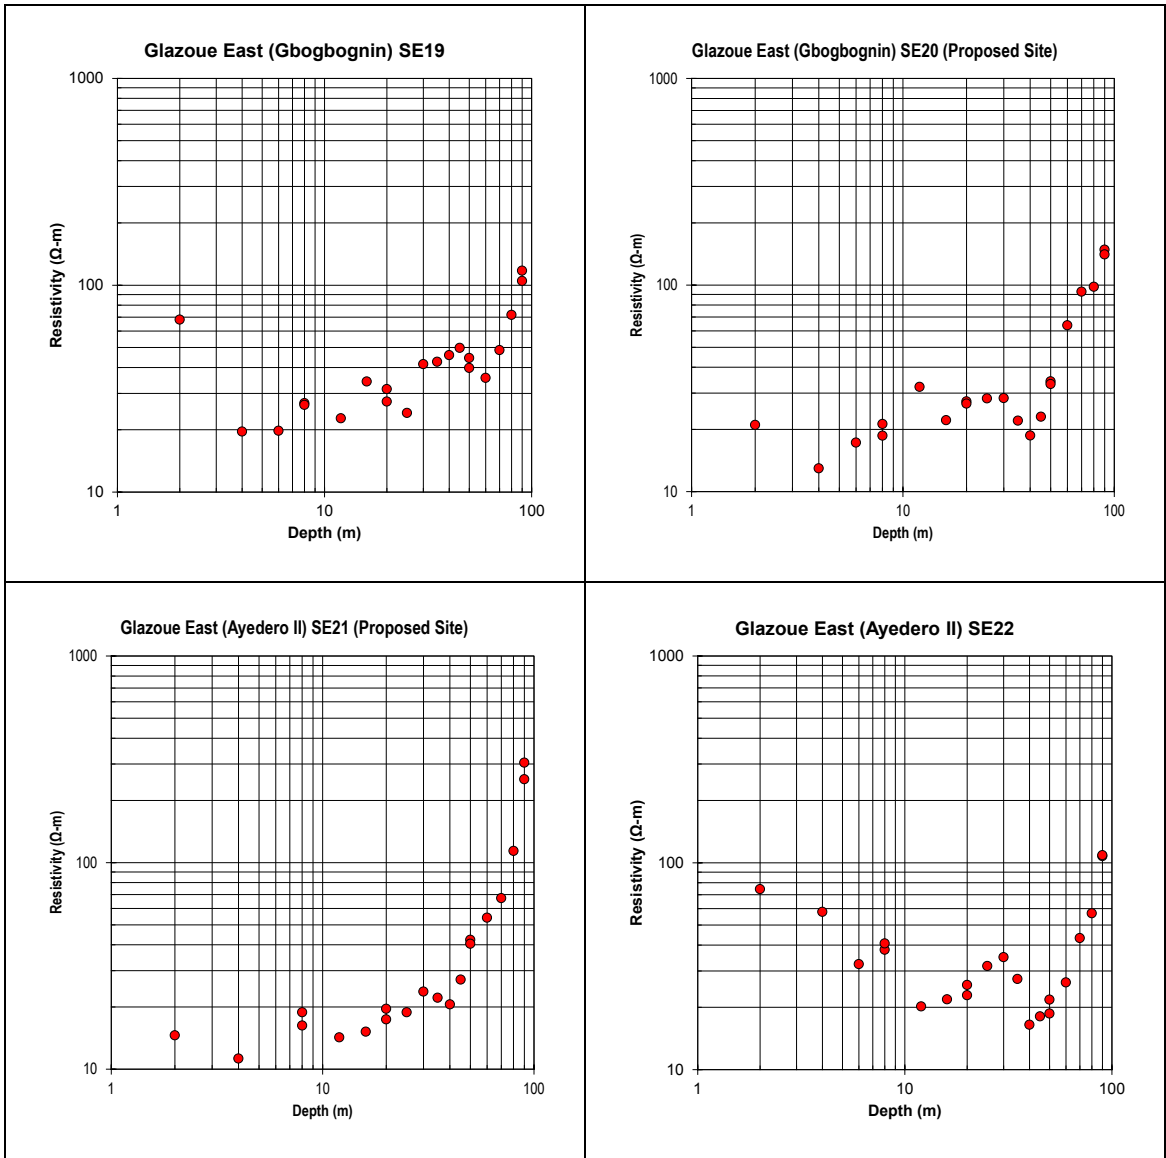 Glazoue East (Gbogbognin) SE19
1000
100
10
1
10
100
Resistivity (Ω-m)
Depth (m)
Glazoue East (Gbogbognin) SE20 (Proposed Site)
1000
100
10
1
10
100
Resistivity (Ω-m)
Depth (m)
Glazoue East (Ayedero II) SE21 (Proposed Site)
1000
100
10
1
10
100
Resistivity (Ω-m)
Depth (m)
Glazoue East (Ayedero II) SE22
1000
100
10
1
10
100
Resistivity (Ω-m)
Depth (m)